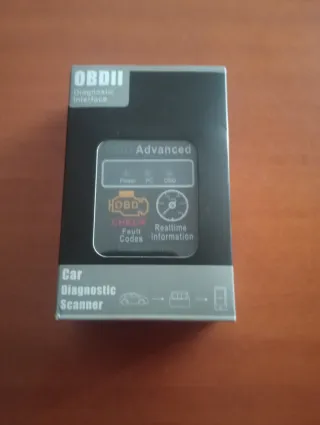 OBDII
Diagnostic
Interface
Advanced
Power PC OBD
OBD
CHECK
Fault
Codes
Realtime
Information
Car
Diagnostic
Scanner